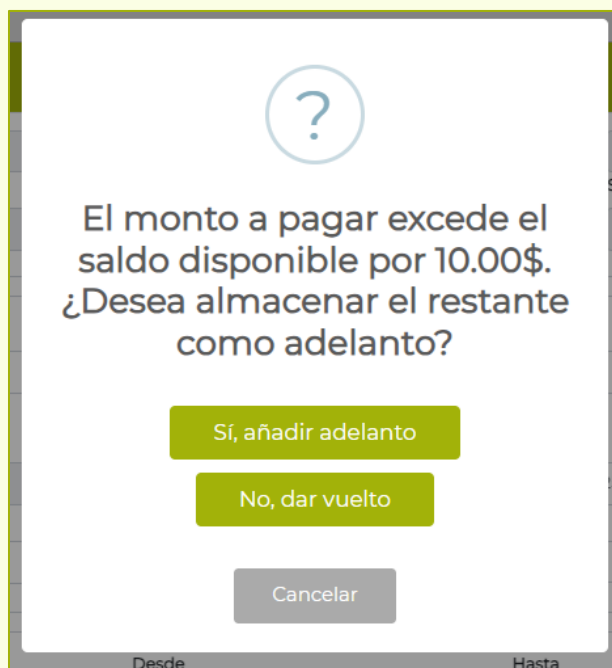 ?
El monto a pagar excede el
saldo disponible por 10.00$.
¿Desea almacenar el restante
como adelanto?
Sí, añadir adelanto
No, dar vuelto
Cancelar
Desde
Hasta